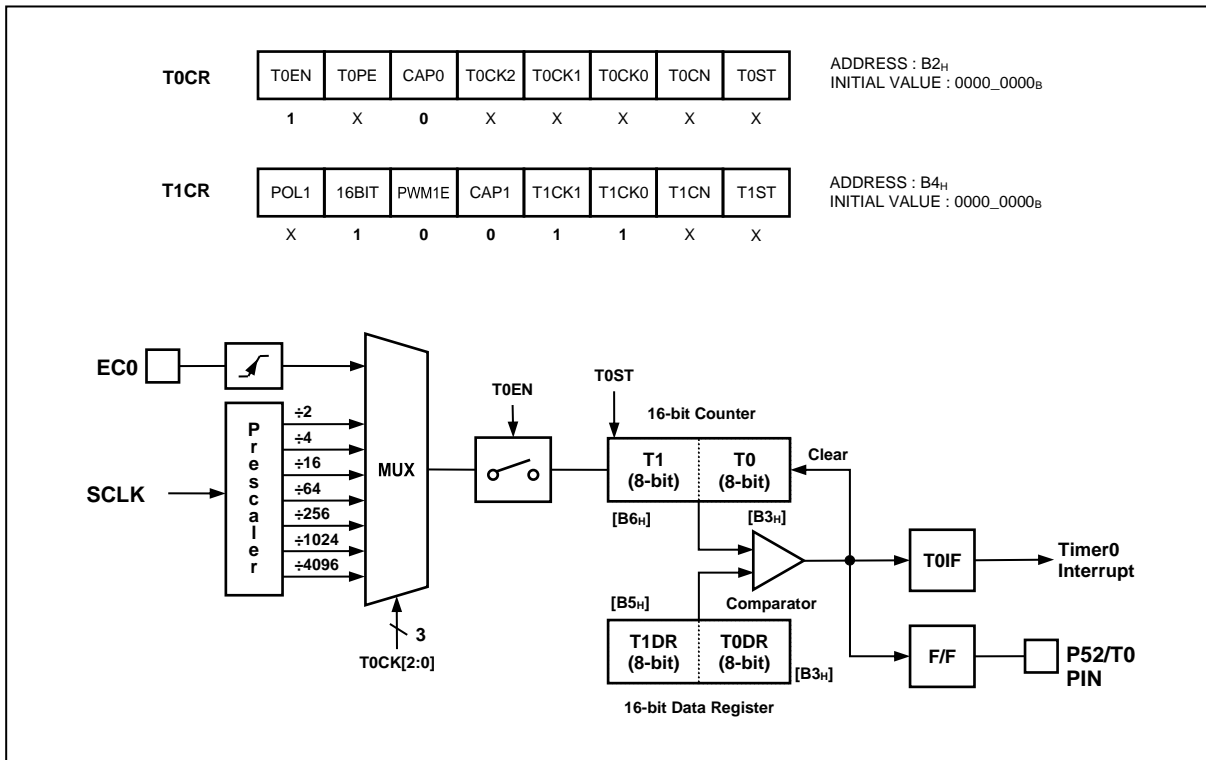 T0CR T0EN T0PE CAP0 T0CK2 T0CK1 T0CK0 T0CN T0ST
ADDRESS : B2H
INITIAL VALUE : 0000_0000B
1 X 0 X X X X X
T1CR POL1 16BIT PWM1E CAP1 T1CK1 T1CK0 T1CN T1ST
ADDRESS : B4H
INITIAL VALUE : 0000_0000B
X 1 0 0 1 1 X X
EC0
SCLK
Prescaler
÷2
÷4
÷16
÷64
÷256
÷1024
÷4096
MUX
3
T0CK[2:0]
T0EN
T0ST
16-bit Counter
T1
(8-bit)
T0
(8-bit)
Clear
[B6H]
[B3H]
Comparator
[B5H]
T1DR
(8-bit)
T0DR
(8-bit)
[B3H]
16-bit Data Register
T0IF
Timer0
Interrupt
F/F
P52/T0
PIN